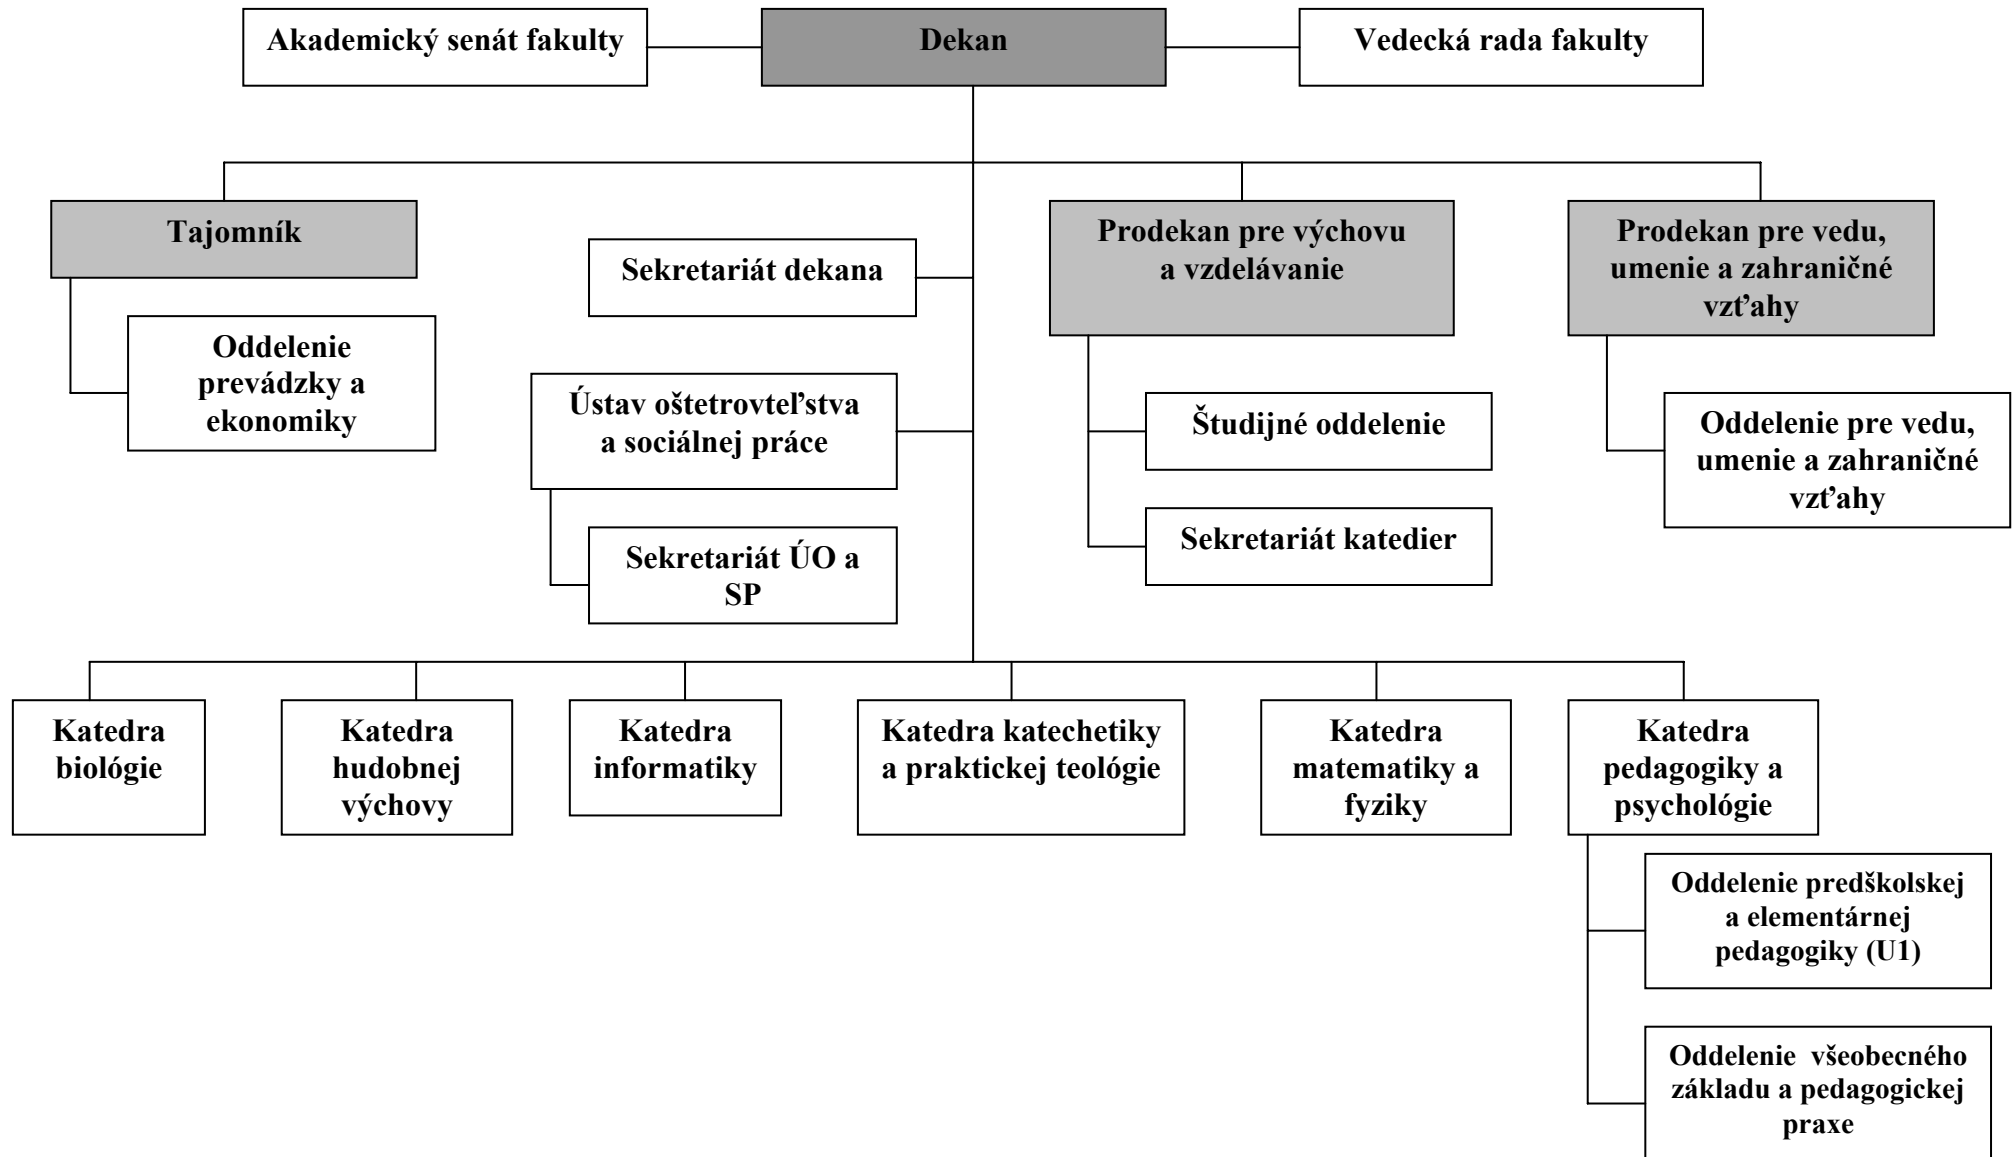 Akademický senát fakulty
Dekan
Vedecká rada fakulty
Tajomník
Prodekan pre výchovu
a vzdelávanie
Prodekan pre vedu,
umenie a zahraničné
vzťahy
Sekretariát dekana
Oddelenie
prevádzky a
ekonomiky
Ústav oštetrovteľstva
a sociálnej práce
Študijné oddelenie
Oddelenie pre vedu,
umenie a zahraničné
vzťahy
Sekretariát ÚO a
SP
Sekretariát katedier
Katedra
biológie
Katedra
hudobnej
výchovy
Katedra
informatiky
Katedra katechetiky
a praktickej teológie
Katedra
matematiky a
fyziky
Katedra
pedagogiky a
psychológie
Oddelenie predškolskej
a elementárnej
pedagogiky (U1)
Oddelenie  všeobecného
základu a pedagogickej
praxe